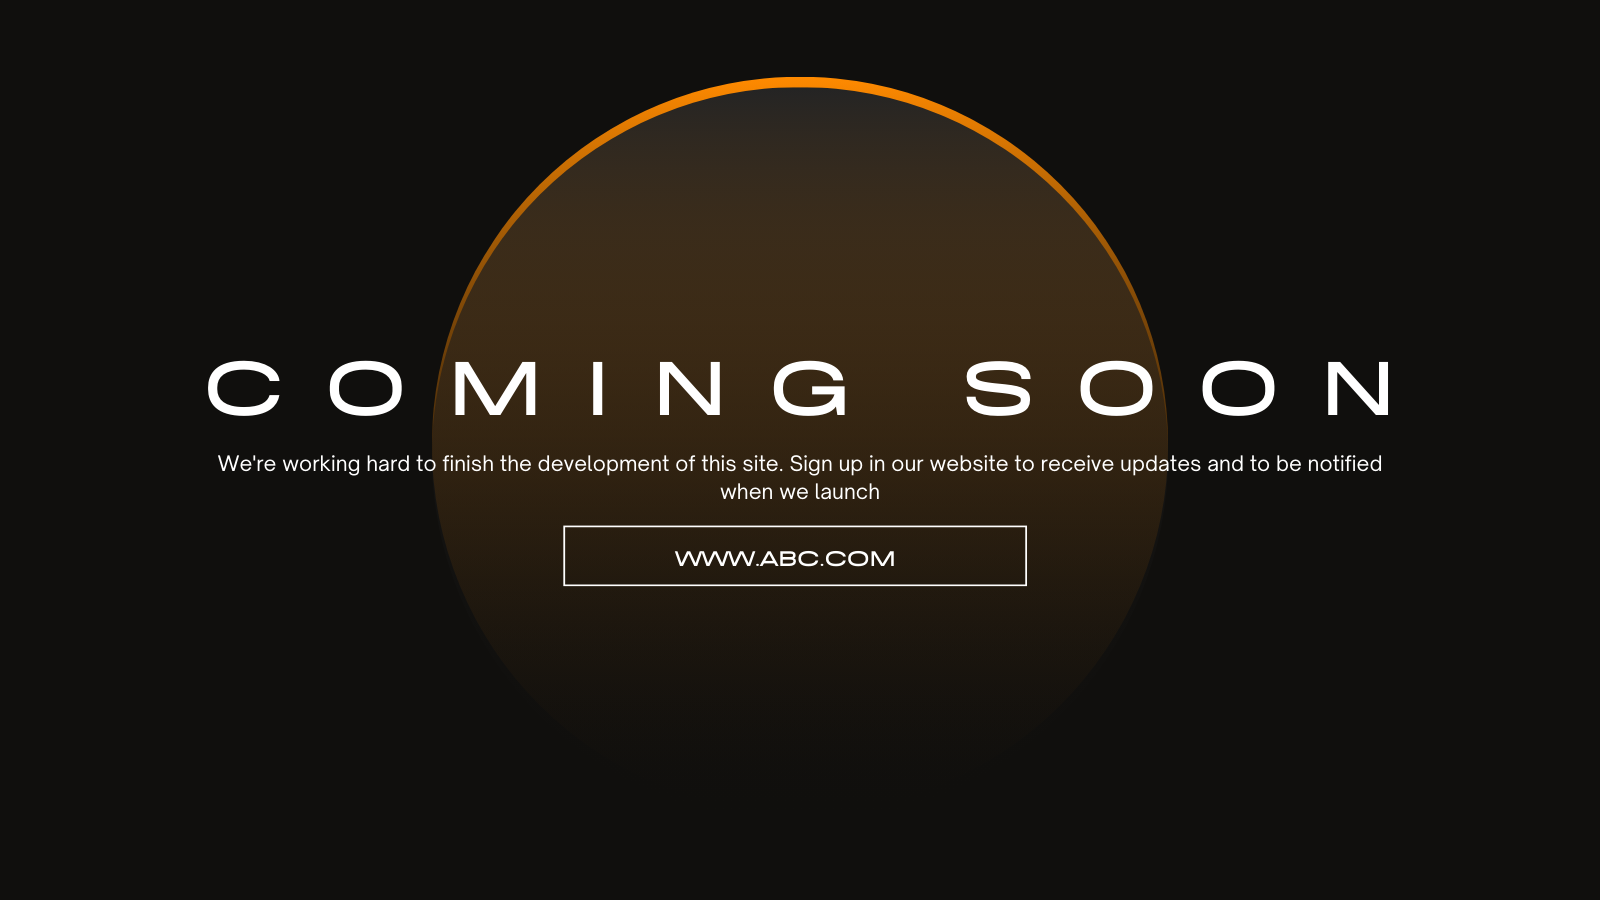 COMING SOON
We're working hard to finish the development of this site. Sign up in our website to receive updates and to be notified
when we launch
WWW.ABC.COM